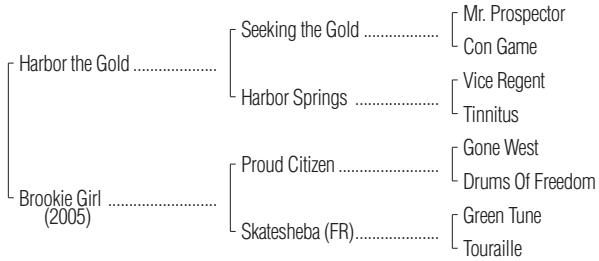 Mr. Prospector
Seeking the Gold ..................
Con Game
Harbor the Gold ....................
Vice Regent
Harbor Springs ....................
Tinnitus
Gone West
Proud Citizen ........................
Drums Of Freedom
Brookie Girl ..........................
(2005)
Green Tune
Skatesheba (FR)....................
Touraille